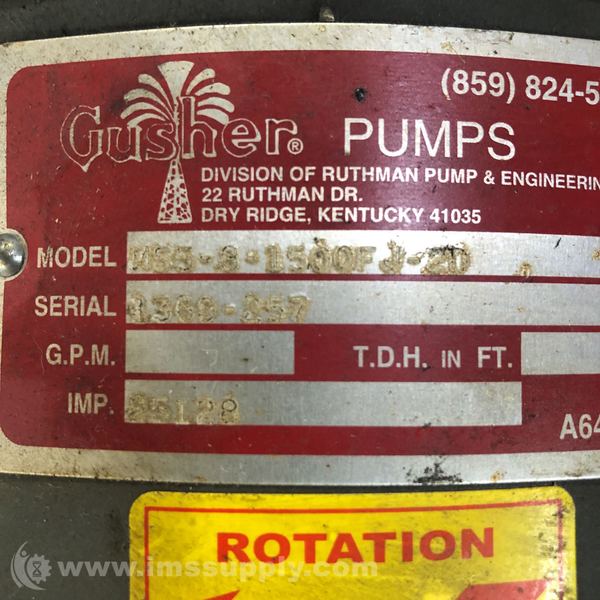 (859) 824-5
Gusher® PUMPS
DIVISION OF RUTHMAN PUMP & ENGINEERIN
22 RUTHMAN DR.
DRY RIDGE, KENTUCKY 41035
MODEL
SERIAL
G.P.M. T.D.H. IN FT.
IMP.
A64
ROTATION
www.imssupply.com